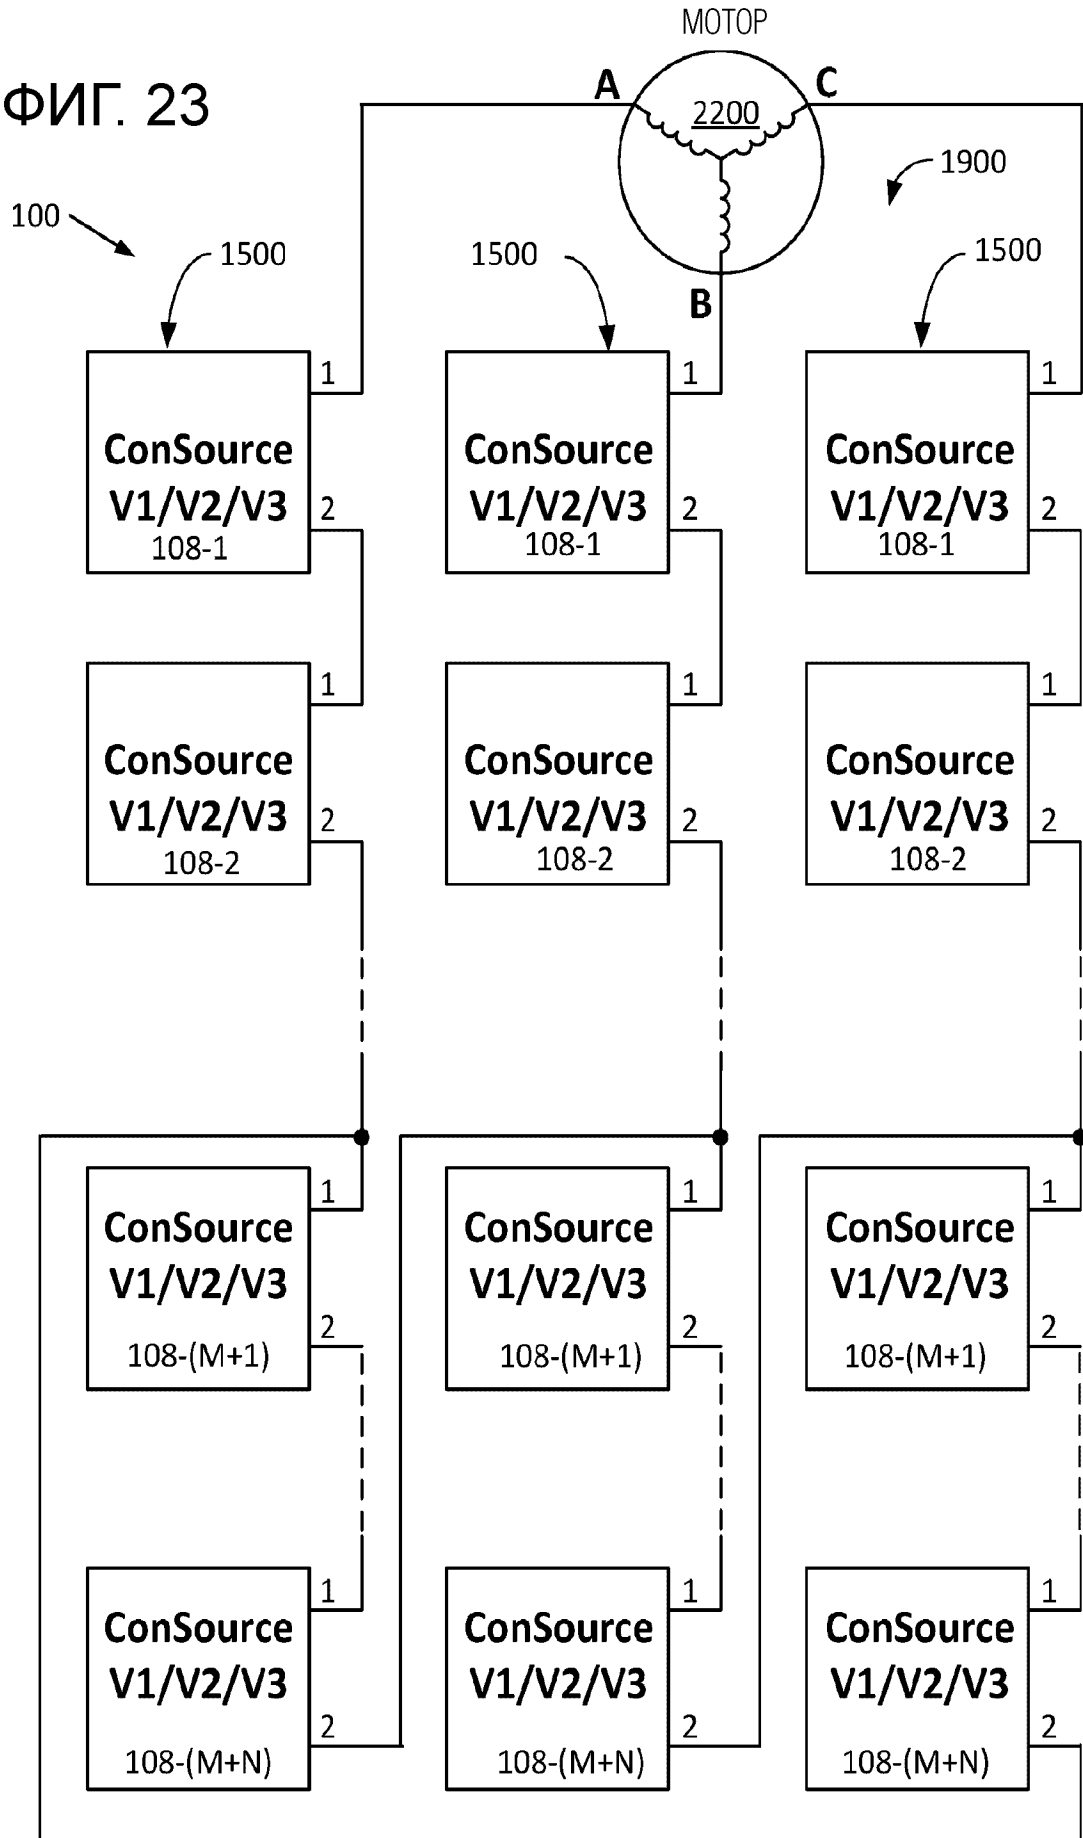 МОТОР
ФИГ. 23
A
C
2200
1900
100
1500
1500
1500
B
1
1
1
ConSource
V1/V2/V3
108-1
ConSource
V1/V2/V3
108-1
ConSource
V1/V2/V3
108-1
2
2
2
1
1
1
ConSource
V1/V2/V3
108-2
ConSource
V1/V2/V3
108-2
ConSource
V1/V2/V3
108-2
2
2
2
1
1
1
ConSource
V1/V2/V3
108-(M+1)
ConSource
V1/V2/V3
108-(M+1)
ConSource
V1/V2/V3
108-(M+1)
2
2
2
1
1
1
ConSource
V1/V2/V3
108-(M+N)
ConSource
V1/V2/V3
108-(M+N)
ConSource
V1/V2/V3
108-(M+N)
2
2
2